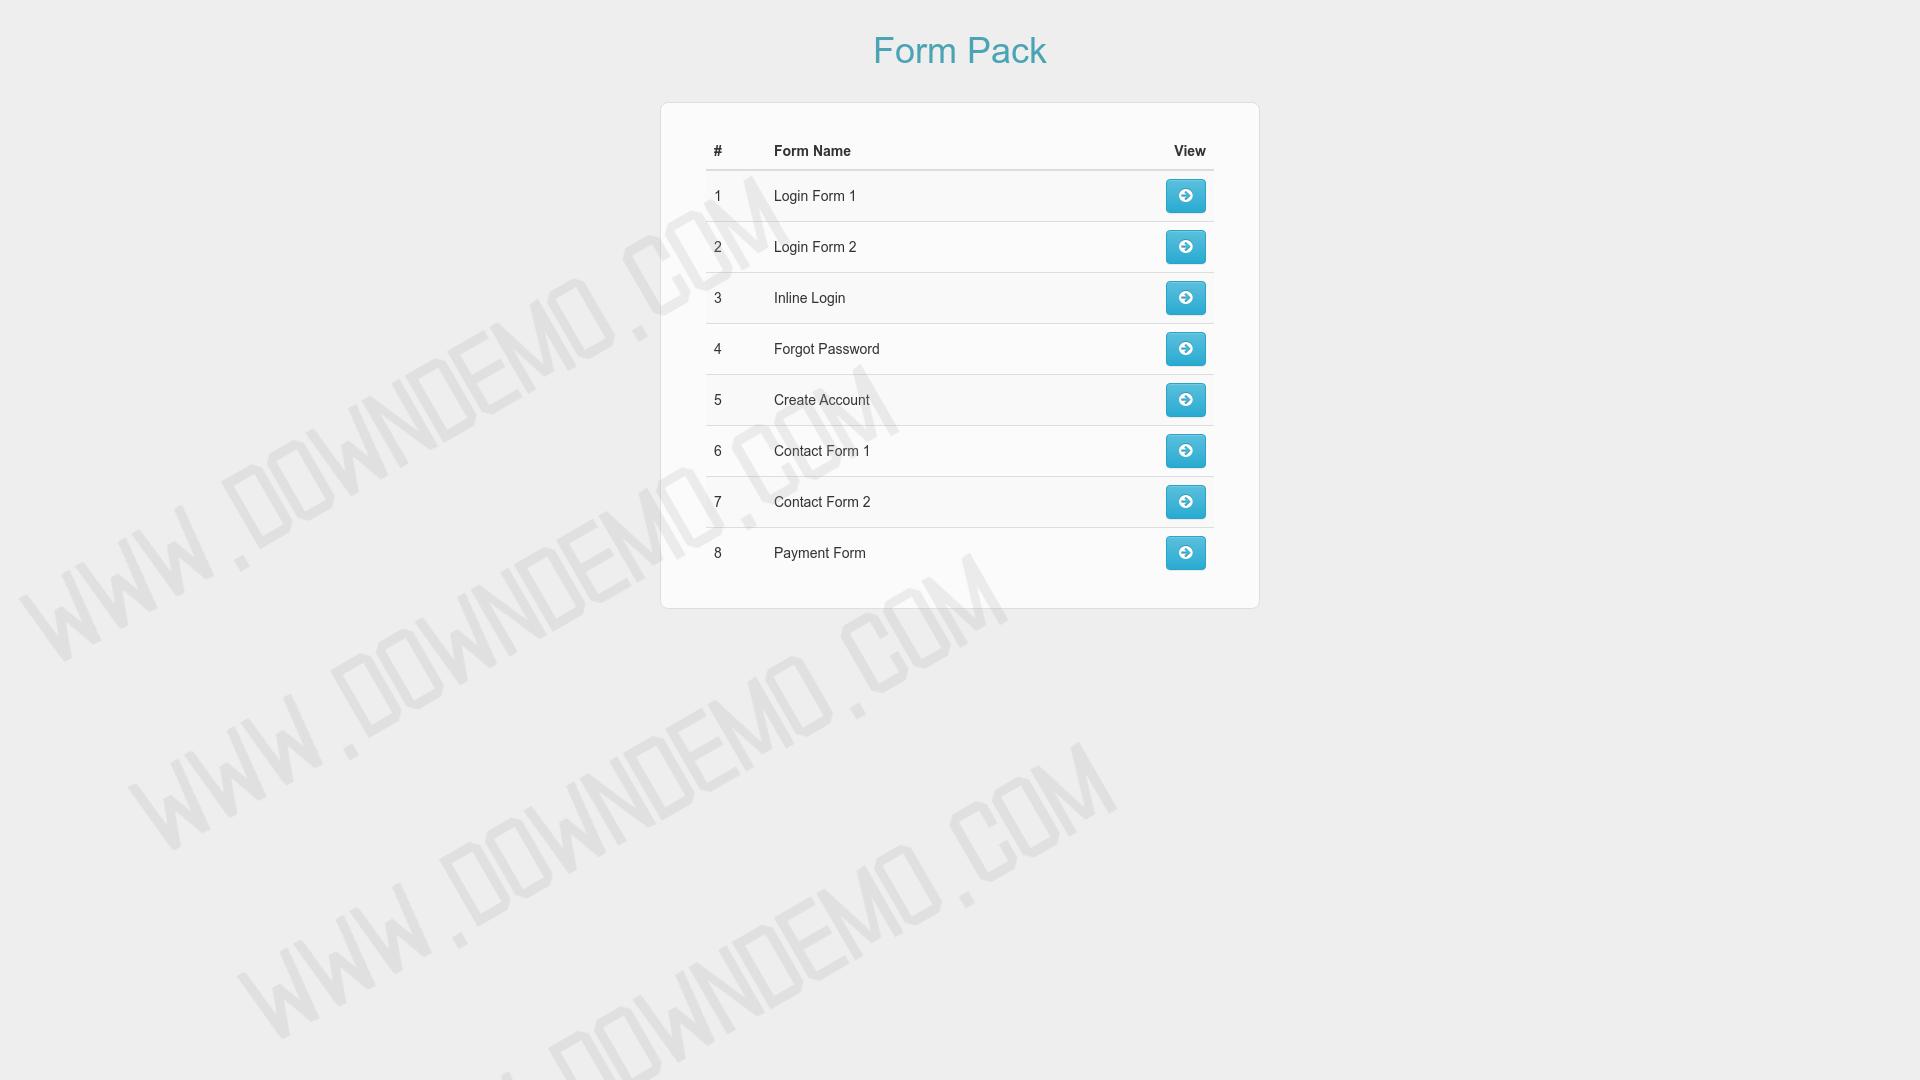 Form Pack
# Form Name View
1 Login Form 1
2 Login Form 2
3 Inline Login
4 Forgot Password
5 Create Account
6 Contact Form 1
7 Contact Form 2
8 Payment Form
WWW.DOWNDEMO.COM
WWW.DOWNDEMO.COM
WWW.DOWNDEMO.COM
DOWNDEMO.COM